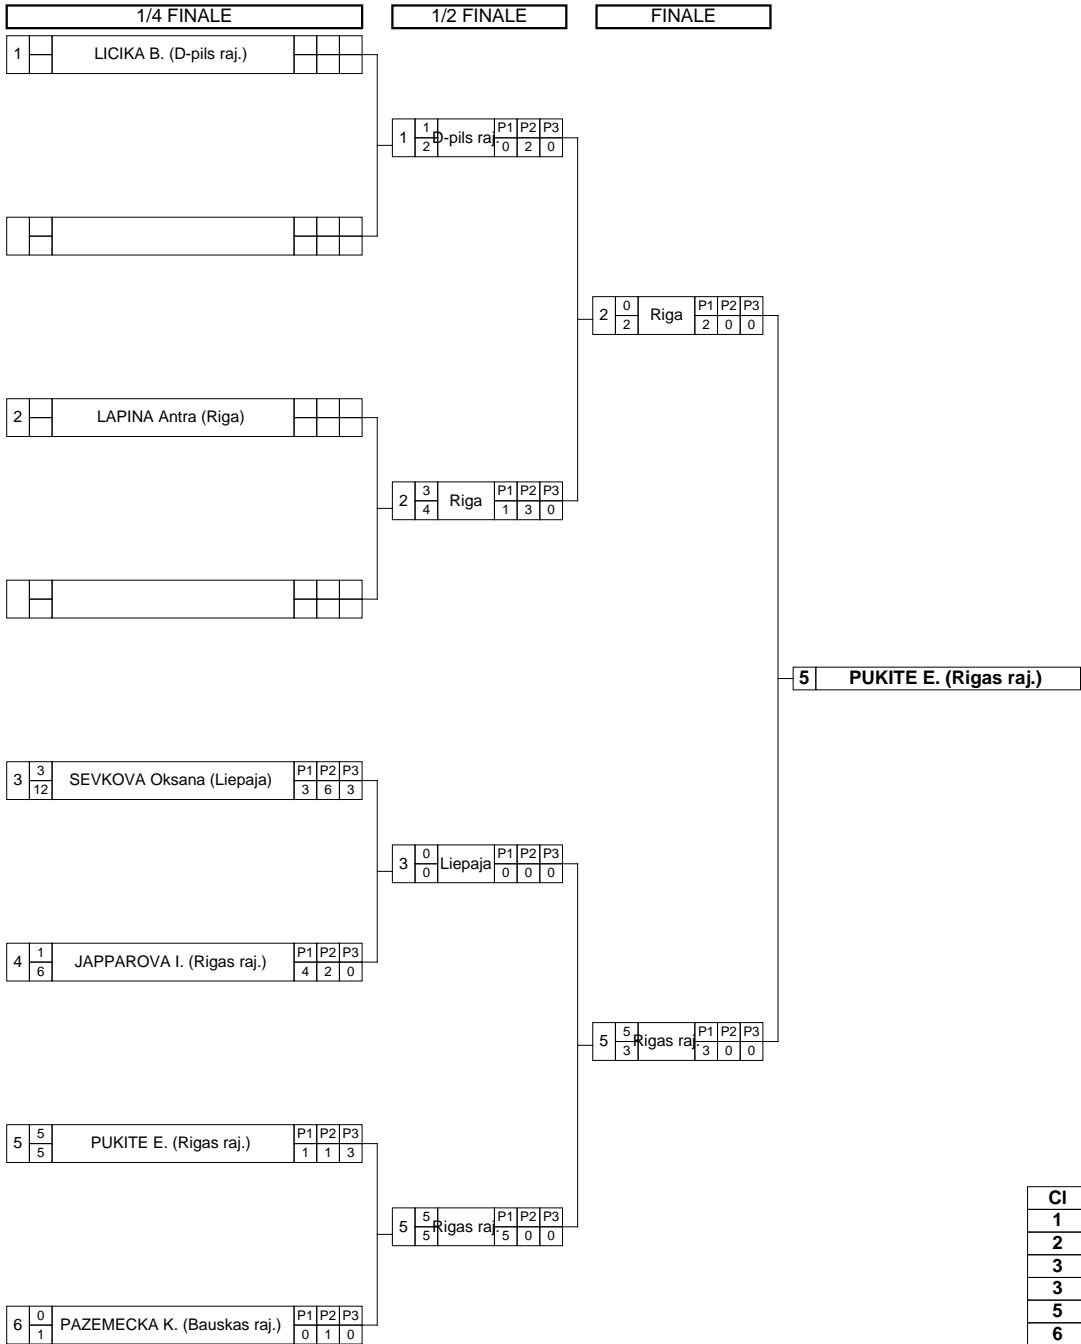 1/4 FINALE 1/2 FINALE FINALE
1 LICIKA B. (D-pils raj.)
1 1 D-pils raj. P1 P2 P3
2 0 2 0
2 0 Riga P1 P2 P3
2 2 0 0
2 LAPINA Antra (Riga)
2 3 Riga P1 P2 P3
4 1 3 0
5 PUKITE E. (Rigas raj.)
3 3 SEVKOVA Oksana (Liepaja) P1 P2 P3
12 3 6 3
3 0 Liepaja P1 P2 P3
0 0 0 0
4 1 JAPPAROVA I. (Rigas raj.) P1 P2 P3
6 4 2 0
5 5 Rigas raj. P1 P2 P3
3 3 0 0
5 5 PUKITE E. (Rigas raj.) P1 P2 P3
5 1 1 3
5 5 Rigas raj. P1 P2 P3
5 5 0 0
6 0 PAZEMECKA K. (Bauskas raj.) P1 P2 P3
1 0 1 0
Cl
1
2
3
3
5
6